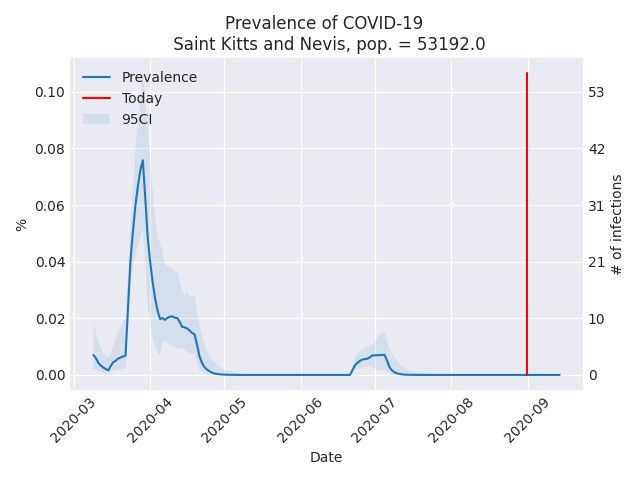 Prevalence of COVID-19
Saint Kitts and Nevis, pop. = 53192.0
Prevalence
Today
95CI
0.10
0.08
0.06
0.04
0.02
0.00
%
53
42
31
21
10
0
# of infections
2020-03
2020-04
2020-05
2020-06
2020-07
2020-08
2020-09
Date